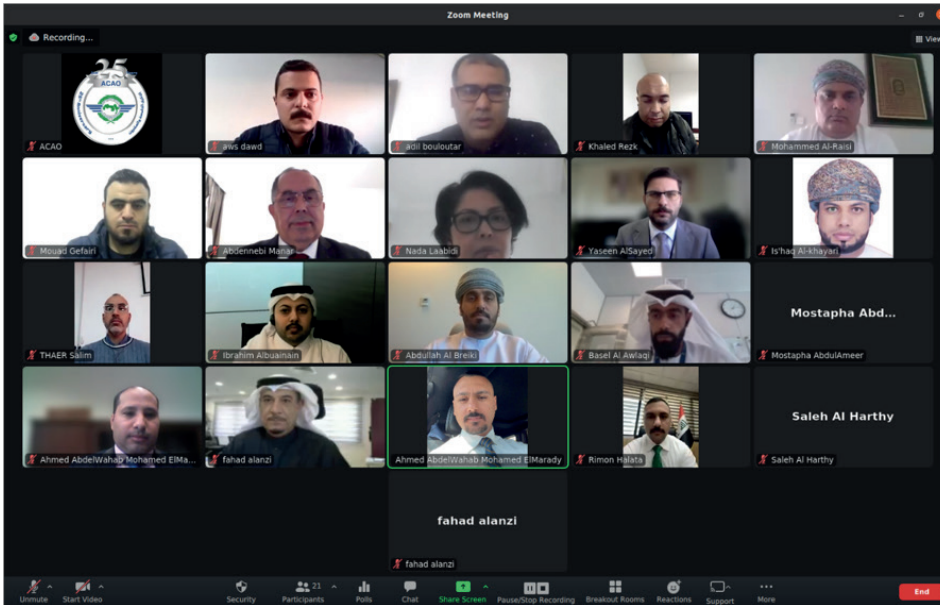 Zoom Meeting
Recording...
View
25
ACAO
ACAO
aws dawd
adil bouloutar
Khaled Rezk
Mohammed Al-Raisi
Mouad Gefairi
Abdennebi Manar
Nada Laabidi
Yaseen AlSayed
Is'haq Al-khayari
THAER Salim
Ibrahim Albuainain
Abdullah Al Breiki
Basel Al Awlaqi
Mostapha Abd...
Mostapha AbdulAmeer
Ahmed AbdelWahab Mohamed ElMa...
fahad alanzi
Ahmed AbdelWahab Mohamed ElMarady
Rimon Halata
Saleh Al Harthy
Saleh Al Harthy
fahad alanzi
fahad alanzi
Unmute
Start Video
Security
21
Participants
Polls
Chat
Share Screen
Pause/Stop Recording
Breakout Rooms
Reactions
Support
More
End